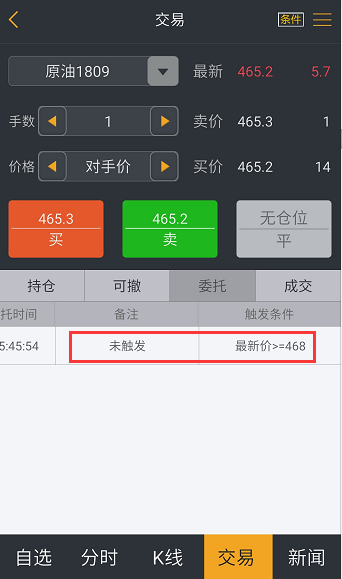 交易 条件
原油1809 最新 465.2 5.7
手数 1 卖价 465.3 1
价格 对手价 买价 465.2 14
465.3 465.2 无仓位
买 卖 平
持仓 可撤 委托 成交
托时间 备注 触发条件
5:45:54 未触发 最新价>=468
自选 分时 K线 交易 新闻